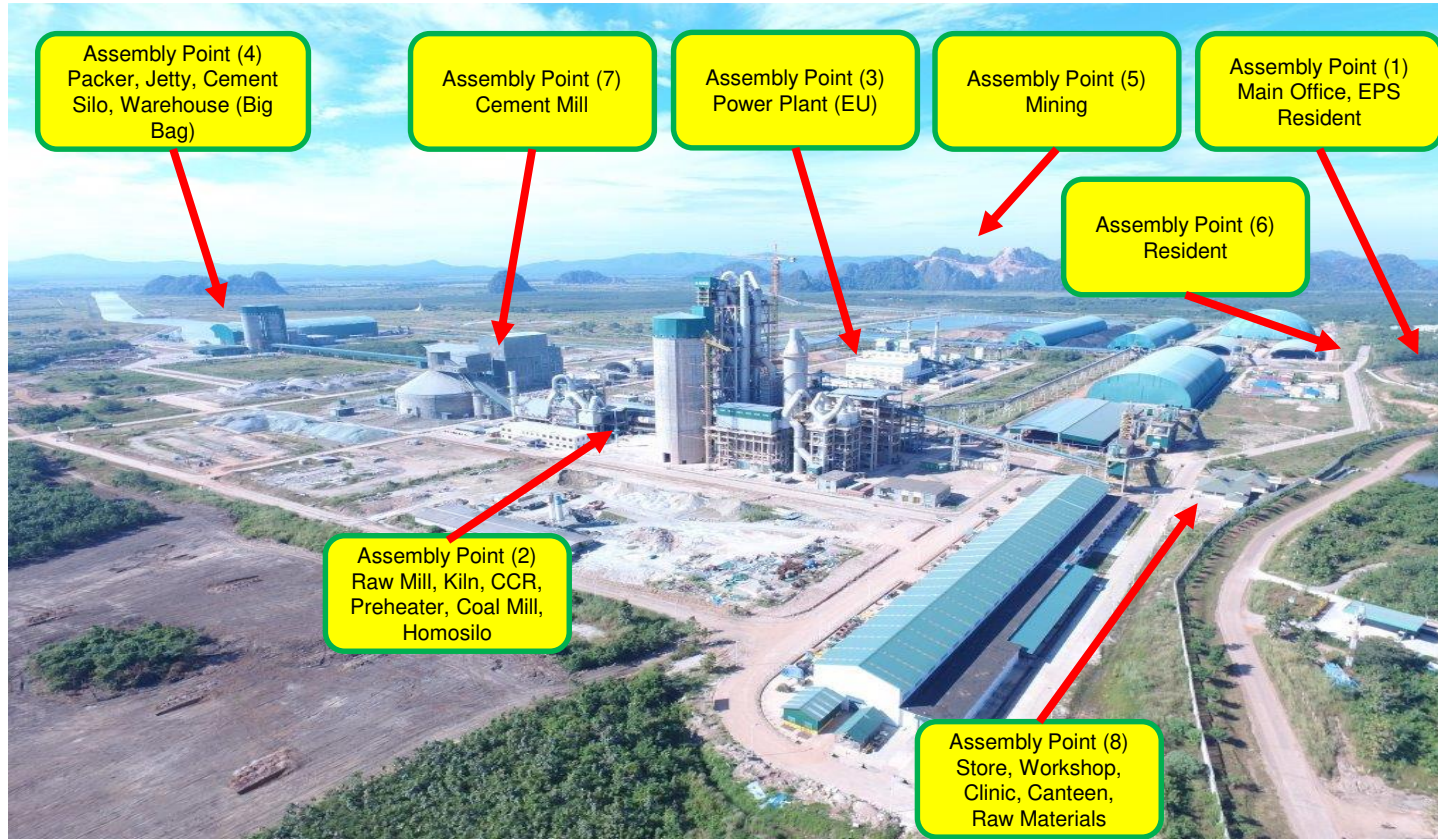 Assembly Point (4)
Packer, Jetty, Cement
Silo, Warehouse (Big
Bag)
Assembly Point (7)
Cement Mill
Assembly Point (3)
Power Plant (EU)
Assembly Point (5)
Mining
Assembly Point (1)
Main Office, EPS
Resident
Assembly Point (6)
Resident
Assembly Point (2)
Raw Mill, Kiln, CCR,
Preheater, Coal Mill,
Homosilo
Assembly Point (8)
Store, Workshop,
Clinic, Canteen,
Raw Materials